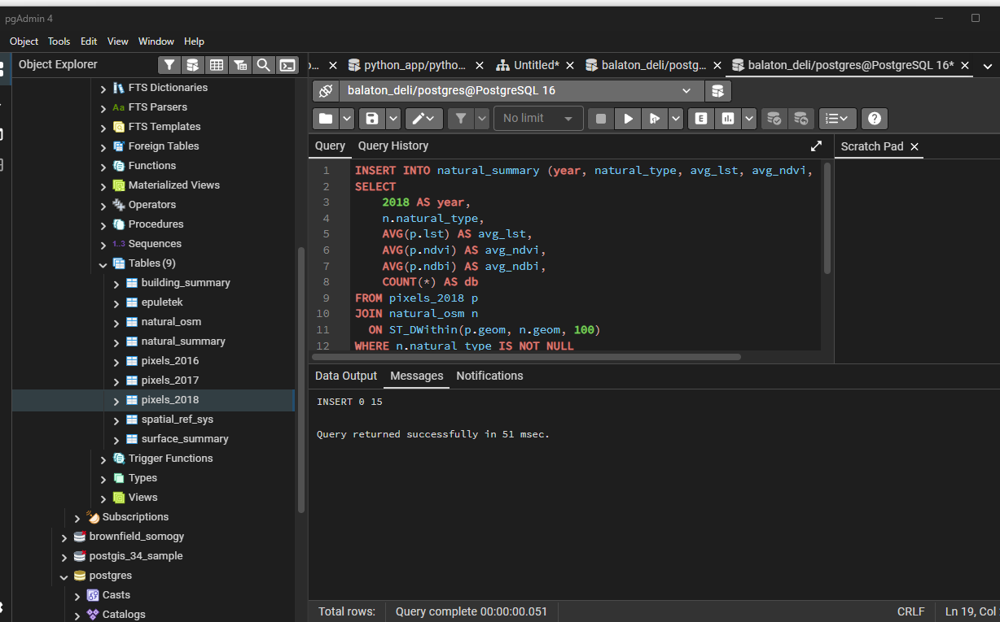 pgAdmin 4
Object Tools Edit View Window Help
Object Explorer
FTS Dictionaries
Aa FTS Parsers
FTS Templates
Foreign Tables
Functions
Materialized Views
Operators
Procedures
1..3 Sequences
Tables (9)
building_summary
epuletek
natural_osm
natural_summary
pixels_2016
pixels_2017
pixels_2018
spatial_ref_sys
surface_summary
Trigger Functions
Types
Views
Subscriptions
brownfield_somogy
postgis_34_sample
postgres
Casts
Catalogs
python_app/pytho... Untitled* balaton_deli/postg... balaton_deli/postgres@PostgreSQL 16*
balaton_deli/postgres@PostgreSQL 16
No limit E
Query Query History
Scratch Pad
1 INSERT INTO natural_summary (year, natural_type, avg_lst, avg_ndvi,
2 SELECT
3 2018 AS year,
4 n.natural_type,
5 AVG(p.lst) AS avg_lst,
6 AVG(p.ndvi) AS avg_ndvi,
7 AVG(p.ndbi) AS avg_ndbi,
8 COUNT(*) AS db
9 FROM pixels_2018 p
10 JOIN natural_osm n
11 ON ST_DWithin(p.geom, n.geom, 100)
12 WHERE n.natural_type IS NOT NULL
Data Output Messages Notifications
INSERT 0 15
Query returned successfully in 51 msec.
Total rows: Query complete 00:00:00.051 CRLF Ln 19, Col